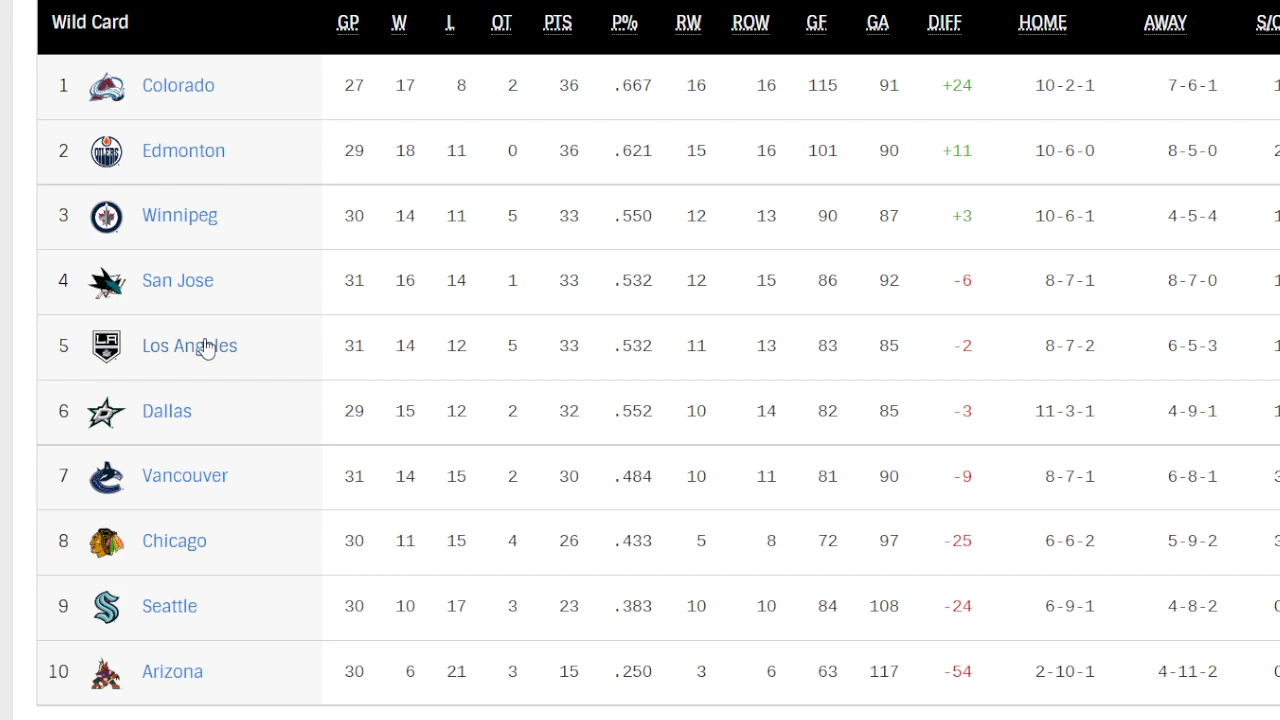 Wild Card GP W L OT PTS P% RW ROW GF GA DIFF HOME AWAY S/O
1 Colorado 27 17 8 2 36 .667 16 16 115 91 +24 10-2-1 7-6-1 1
2 Edmonton 29 18 11 0 36 .621 15 16 101 90 +11 10-6-0 8-5-0 2
3 Winnipeg 30 14 11 5 33 .550 12 13 90 87 +3 10-6-1 4-5-4 1
4 San Jose 31 16 14 1 33 .532 12 15 86 92 -6 8-7-1 8-7-0 1
5 Los Angeles 31 14 12 5 33 .532 11 13 83 85 -2 8-7-2 6-5-3 1
6 Dallas 29 15 12 2 32 .552 10 14 82 85 -3 11-3-1 4-9-1 1
7 Vancouver 31 14 15 2 30 .484 10 11 81 90 -9 8-7-1 6-8-1 3
8 Chicago 30 11 15 4 26 .433 5 8 72 97 -25 6-6-2 5-9-2 3
9 Seattle 30 10 17 3 23 .383 10 10 84 108 -24 6-9-1 4-8-2 0
10 Arizona 30 6 21 3 15 .250 3 6 63 117 -54 2-10-1 4-11-2 0